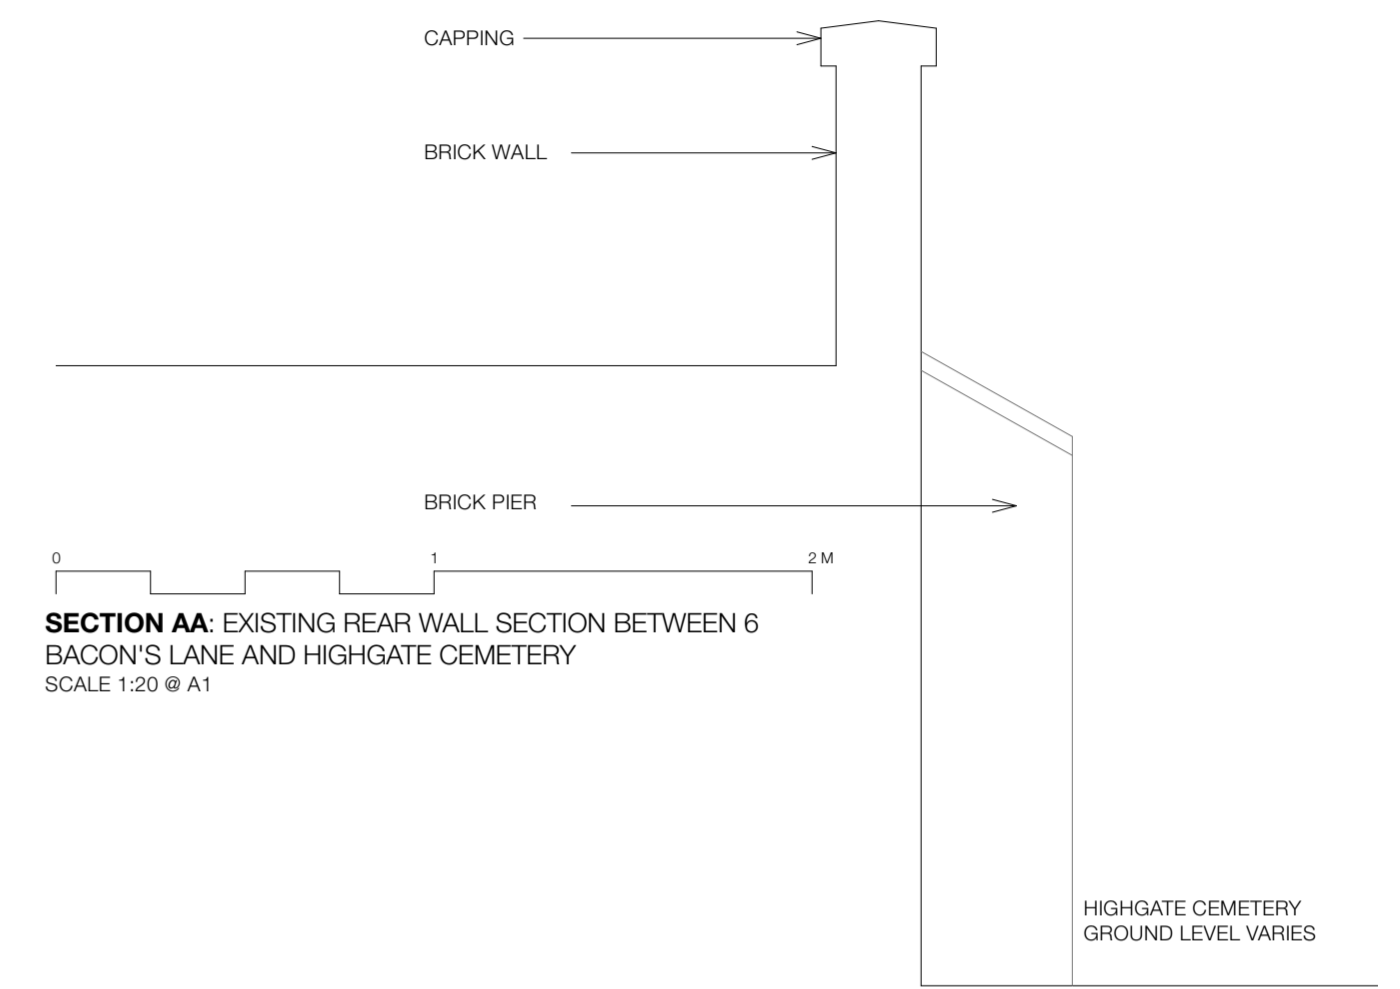 CAPPING
BRICK WALL
BRICK PIER
0 1 2 M
SECTION AA: EXISTING REAR WALL SECTION BETWEEN 6
BACON'S LANE AND HIGHGATE CEMETERY
SCALE 1:20 @ A1
HIGHGATE CEMETERY
GROUND LEVEL VARIES